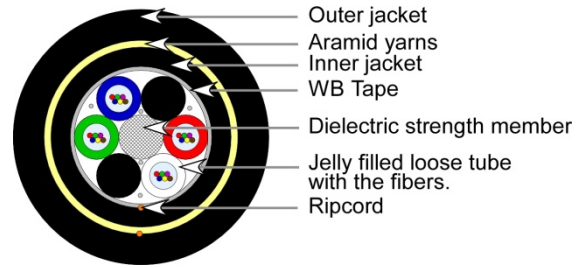 Outer jacket
Aramid yarns
Inner jacket
WB Tape
Dielectric strength member
Jelly filled loose tube
with the fibers.
Ripcord